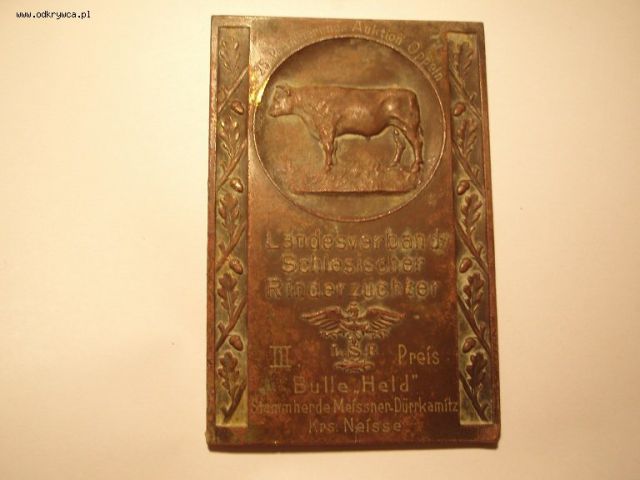 www.odkrywca.pl
Auktion Oppeln
Landesverband
Schlesischer
Rinderzüchter
L.S.R.
III Preis
Bulle „Held"
Stammherde Meissner-Dürrkamitz
Krs. Neisse